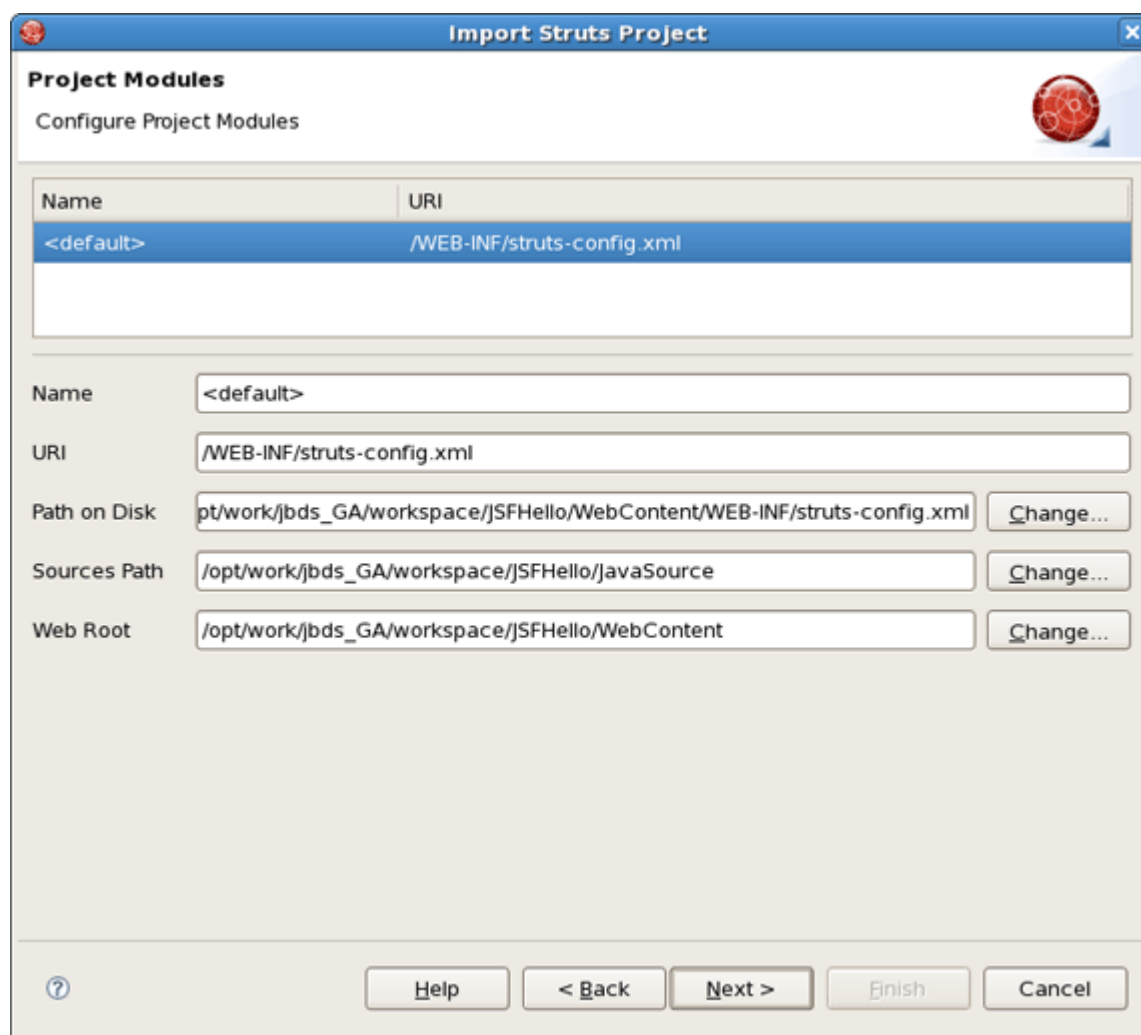 Import Struts Project
Project Modules
Configure Project Modules
Name URI
<default> /WEB-INF/struts-config.xml
Name <default>
URI /WEB-INF/struts-config.xml
Path on Disk pt/work/jbds_GA/workspace/JSFHello/WebContent/WEB-INF/struts-config.xml Change...
Sources Path /opt/work/jbds_GA/workspace/JSFHello/JavaSource Change...
Web Root /opt/work/jbds_GA/workspace/JSFHello/WebContent Change...
? Help < Back Next > Finish Cancel